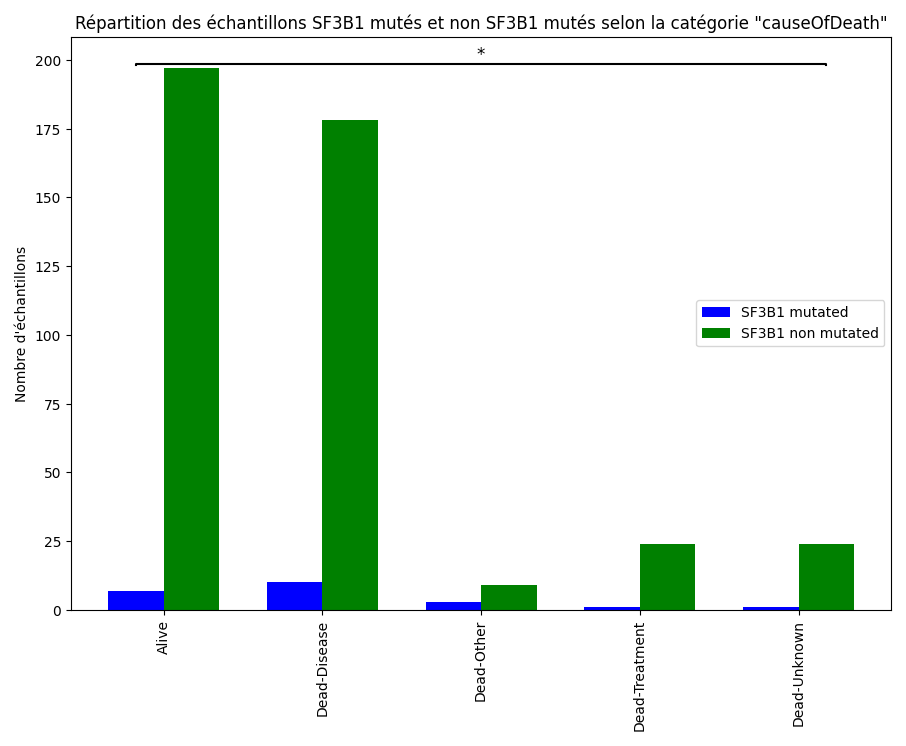 Répartition des échantillons SF3B1 mutés et non SF3B1 mutés selon la catégorie "causeOfDeath"
*
200
175
150
125
100
75
50
25
0
Nombre d'échantillons
SF3B1 mutated
SF3B1 non mutated
Alive
Dead-Disease
Dead-Other
Dead-Treatment
Dead-Unknown